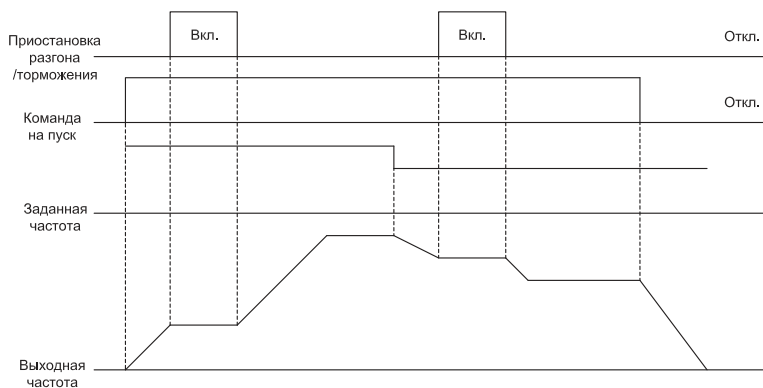 Вкл.
Вкл.
Откл.
Приостановка
разгона
/торможения
Откл.
Команда
на пуск
Заданная
частота
Выходная
частота